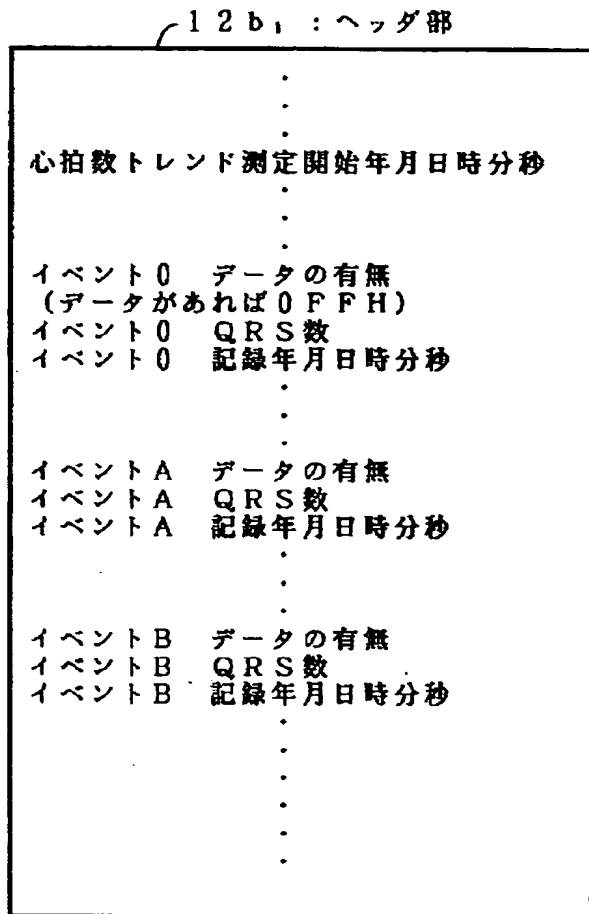 12b₁:ヘッダ部
心拍数トレンド測定開始年月日時分秒
イベント0 データの有無
(データがあれば0FFH)
イベント0 QRS数
イベント0 記録年月日時分秒
イベントA データの有無
イベントA QRS数
イベントA 記録年月日時分秒
イベントB データの有無
イベントB QRS数
イベントB 記録年月日時分秒